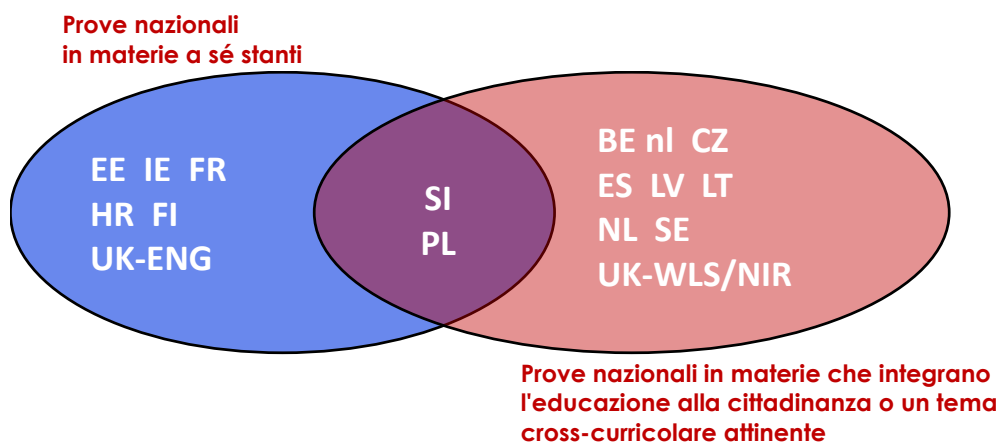 Prove nazionali
in materie a sé stanti
EE IE FR
HR FI
UK-ENG
SI
PL
BE nl CZ
ES LV LT
NL SE
UK-WLS/NIR
Prove nazionali in materie che integrano
l'educazione alla cittadinanza o un tema
cross-curricolare attinente